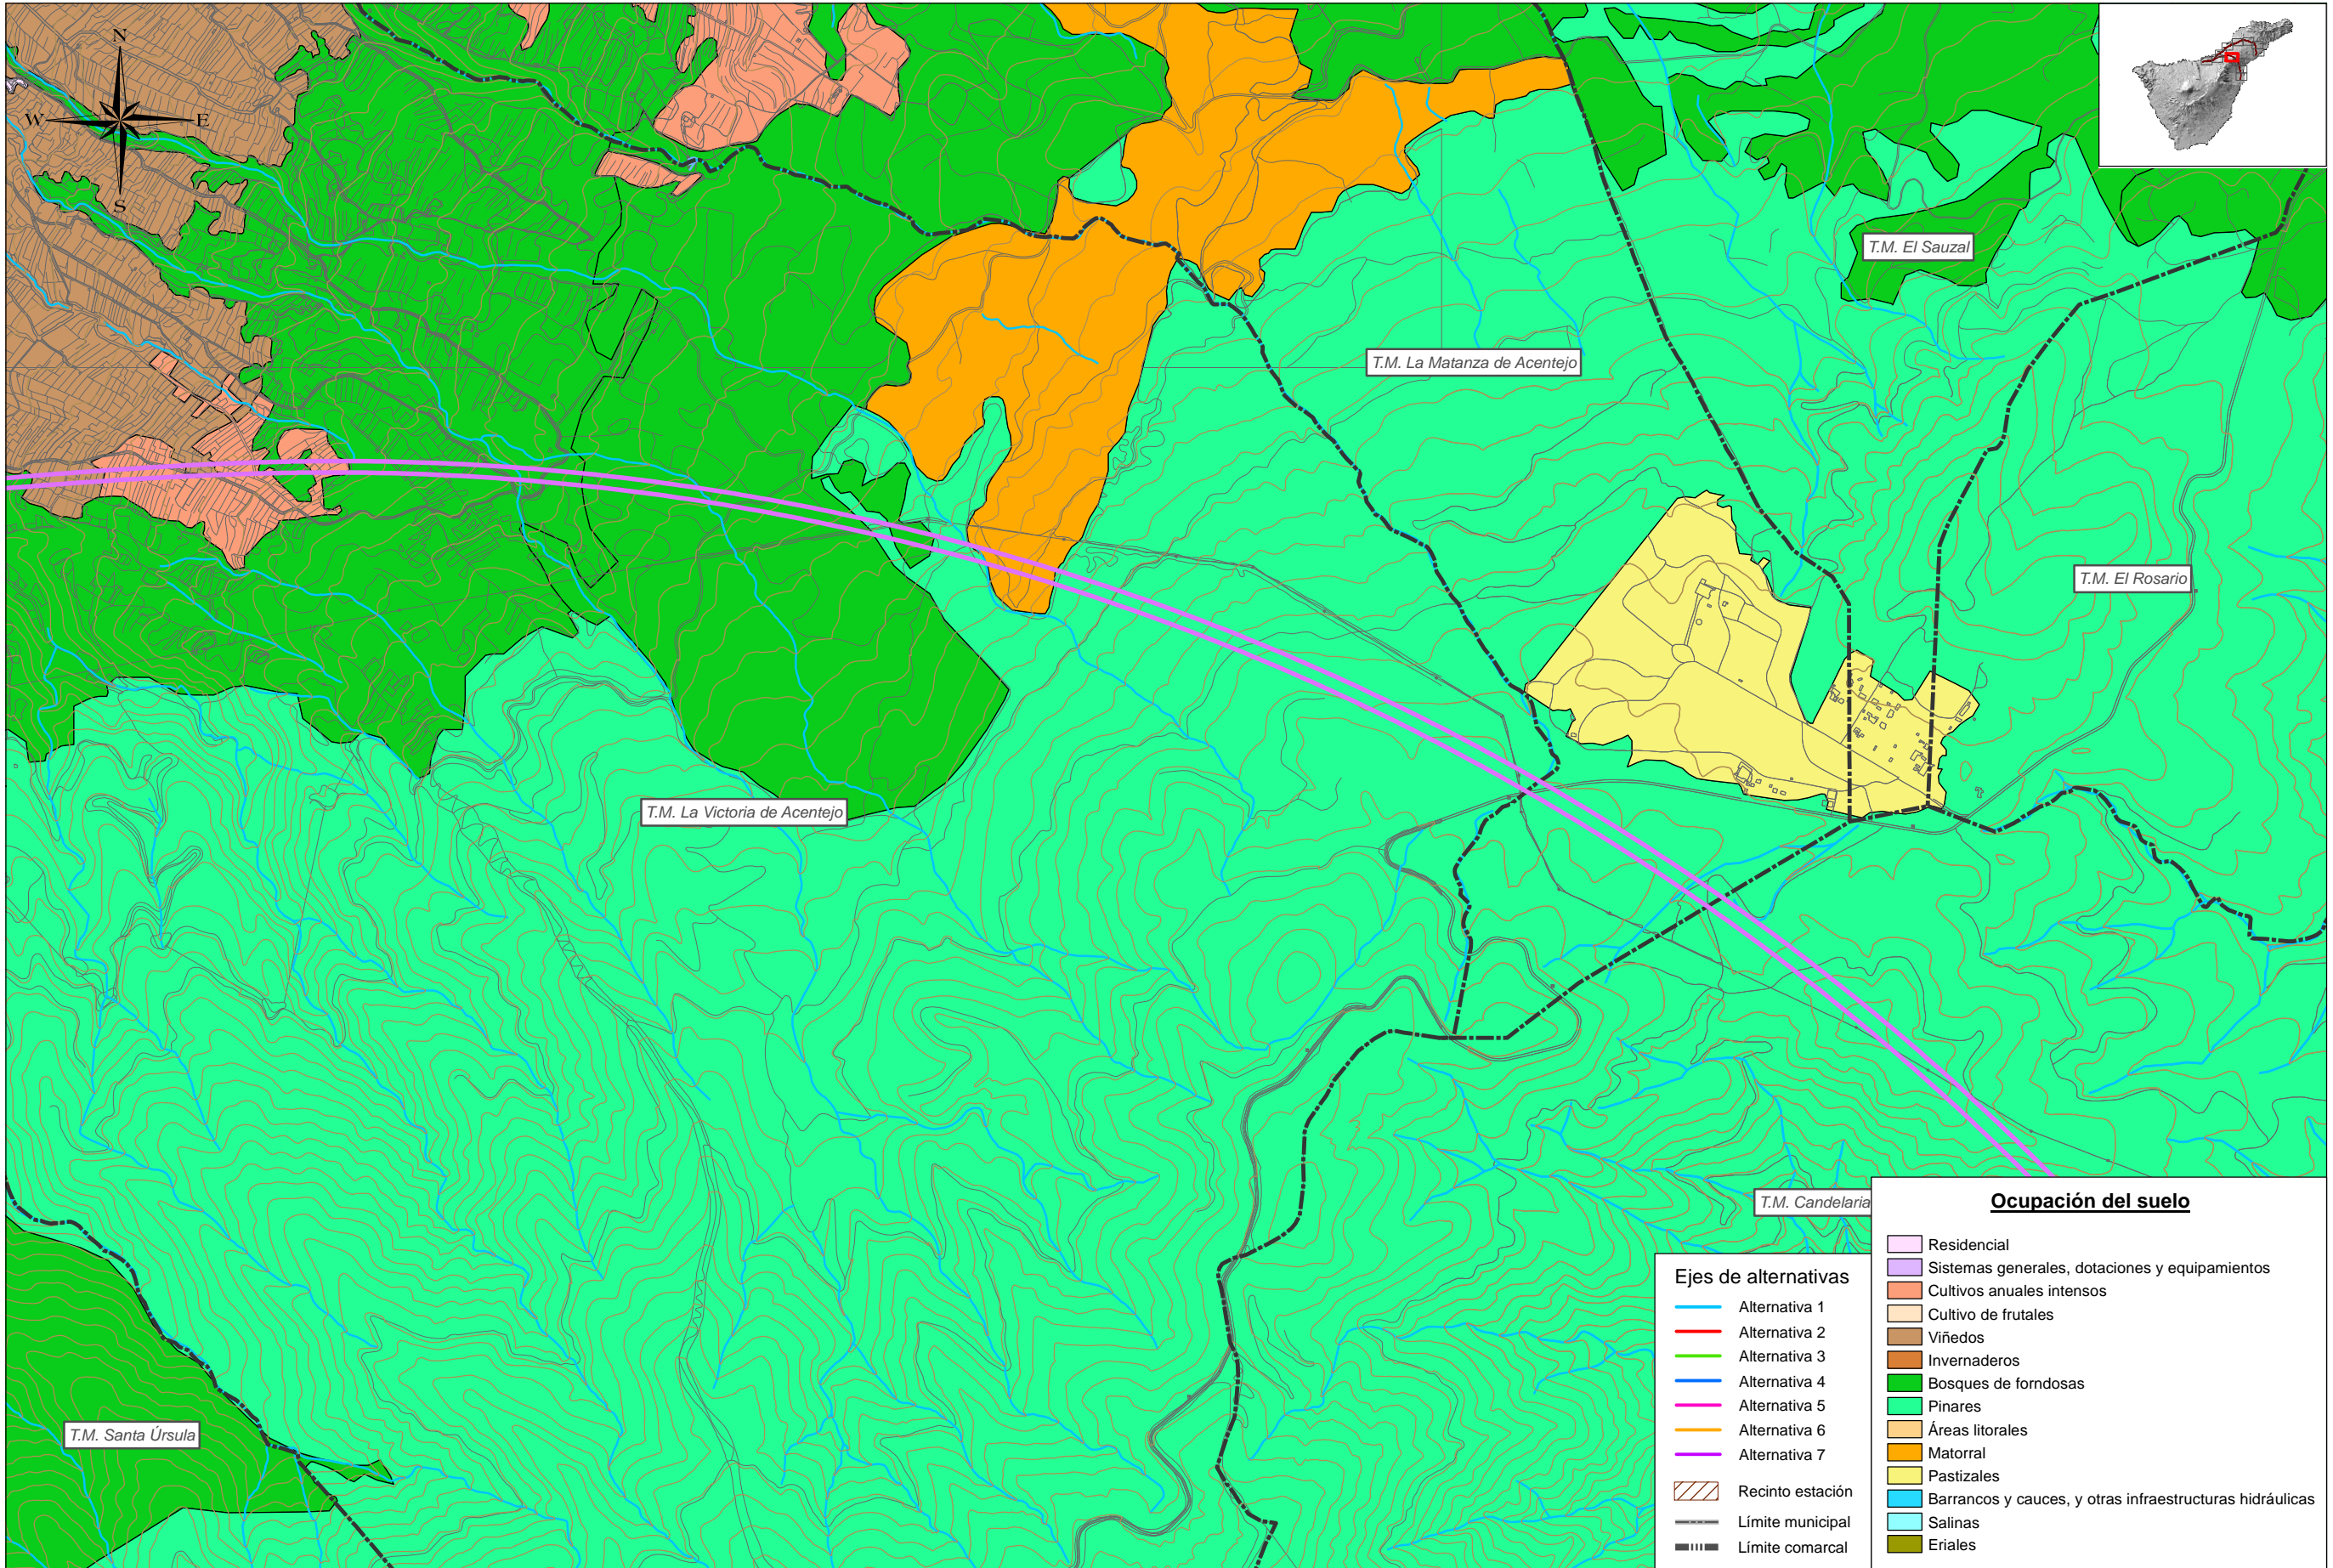 N
W
E
S
T.M. El Sauzal
T.M. La Matanza de Acentejo
T.M. El Rosario
T.M. La Victoria de Acentejo
T.M. Candelaria
T.M. Santa Úrsula
Ejes de alternativas
Alternativa 1
Alternativa 2
Alternativa 3
Alternativa 4
Alternativa 5
Alternativa 6
Alternativa 7
Recinto estación
Límite municipal
Límite comarcal
Ocupación del suelo
Residencial
Sistemas generales, dotaciones y equipamientos
Cultivos anuales intensos
Cultivo de frutales
Viñedos
Invernaderos
Bosques de forndosas
Pinares
Áreas litorales
Matorral
Pastizales
Barrancos y cauces, y otras infraestructuras hidráulicas
Salinas
Eriales